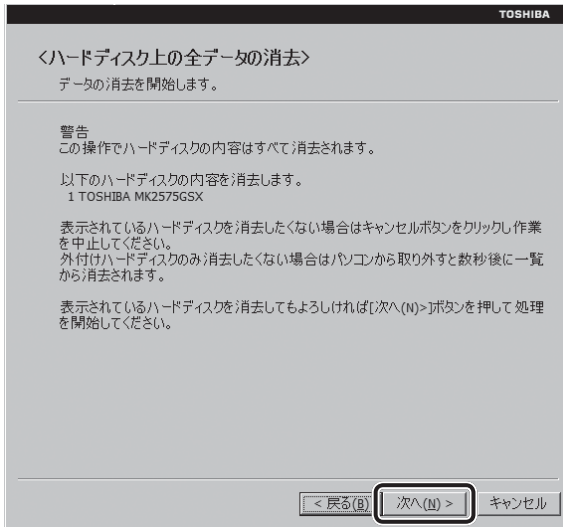 TOSHIBA
<ハードディスク上の全データの消去>
データの消去を開始します。
警告
この操作でハードディスクの内容はすべて消去されます。
以下のハードディスクの内容を消去します。
1 TOSHIBA MK2575GSX
表示されているハードディスクを消去したくない場合はキャンセルボタンをクリックし作業
を中止してください。
外付けハードディスクのみ消去したくない場合はパソコンから取り外すと数秒後に一覧
から消去されます。
表示されているハードディスクを消去してもよろしければ[次へ(N)>]ボタンを押して処理
を開始してください。
< 戻る(B) 次へ(N) > キャンセル